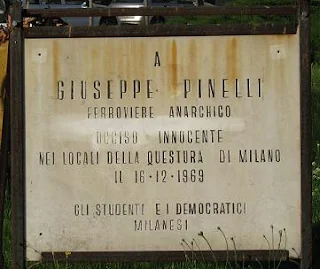 A
GIUSEPPE PINELLI
FERROVIERE ANARCHICO
UCCISO INNOCENTE
NEI LOCALI DELLA QUESTURA DI MILANO
IL 16-12-1969
GLI STUDENTI E I DEMOCRATICI
MILANESI